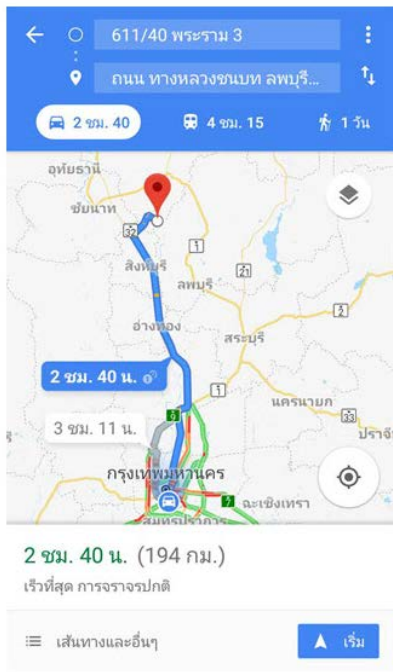 611/40 พระราม 3
ถนน ทางหลวงชนบท ลพบุรี...
2 ชม. 40
4 ชม. 15
1 วัน
อุทัยธานี
ชัยนาท
32
1
สิงห์บุรี
21
ลพบุรี
2
อ่างทอง
สระบุรี
2 ชม. 40 น.
1
นครนายก
9
33
3 ชม. 11 น.
ปราจี
กรุงเทพมหานคร
7
ฉะเชิงเทรา
สมุทรปราการ
2 ชม. 40 น. (194 กม.)
เร็วที่สุด การจราจรปกติ
เส้นทางและอื่นๆ
เริ่ม